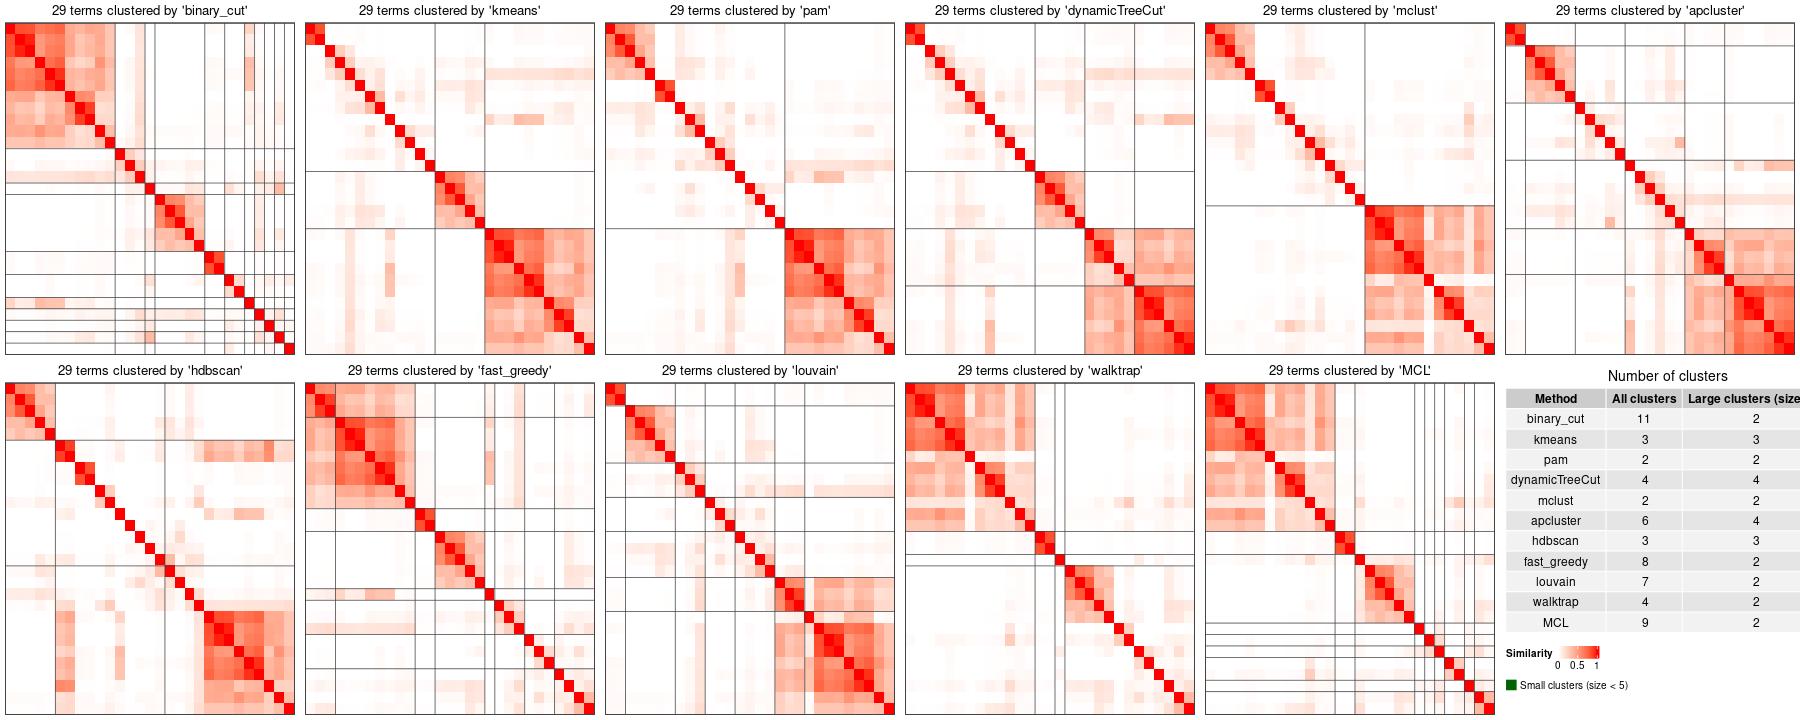 29 terms clustered by 'binary_cut'
29 terms clustered by 'kmeans'
29 terms clustered by 'pam'
29 terms clustered by 'dynamicTreeCut'
29 terms clustered by 'mclust'
29 terms clustered by 'apcluster'
29 terms clustered by 'hdbscan'
29 terms clustered by 'fast_greedy'
29 terms clustered by 'louvain'
29 terms clustered by 'walktrap'
29 terms clustered by 'MCL'
Number of clusters
Method All clusters Large clusters (size
binary_cut 11 2
kmeans 3 3
pam 2 2
dynamicTreeCut 4 4
mclust 2 2
apcluster 6 4
hdbscan 3 3
fast_greedy 8 2
louvain 7 2
walktrap 4 2
MCL 9 2
Similarity
0 0.5 1
Small clusters (size < 5)